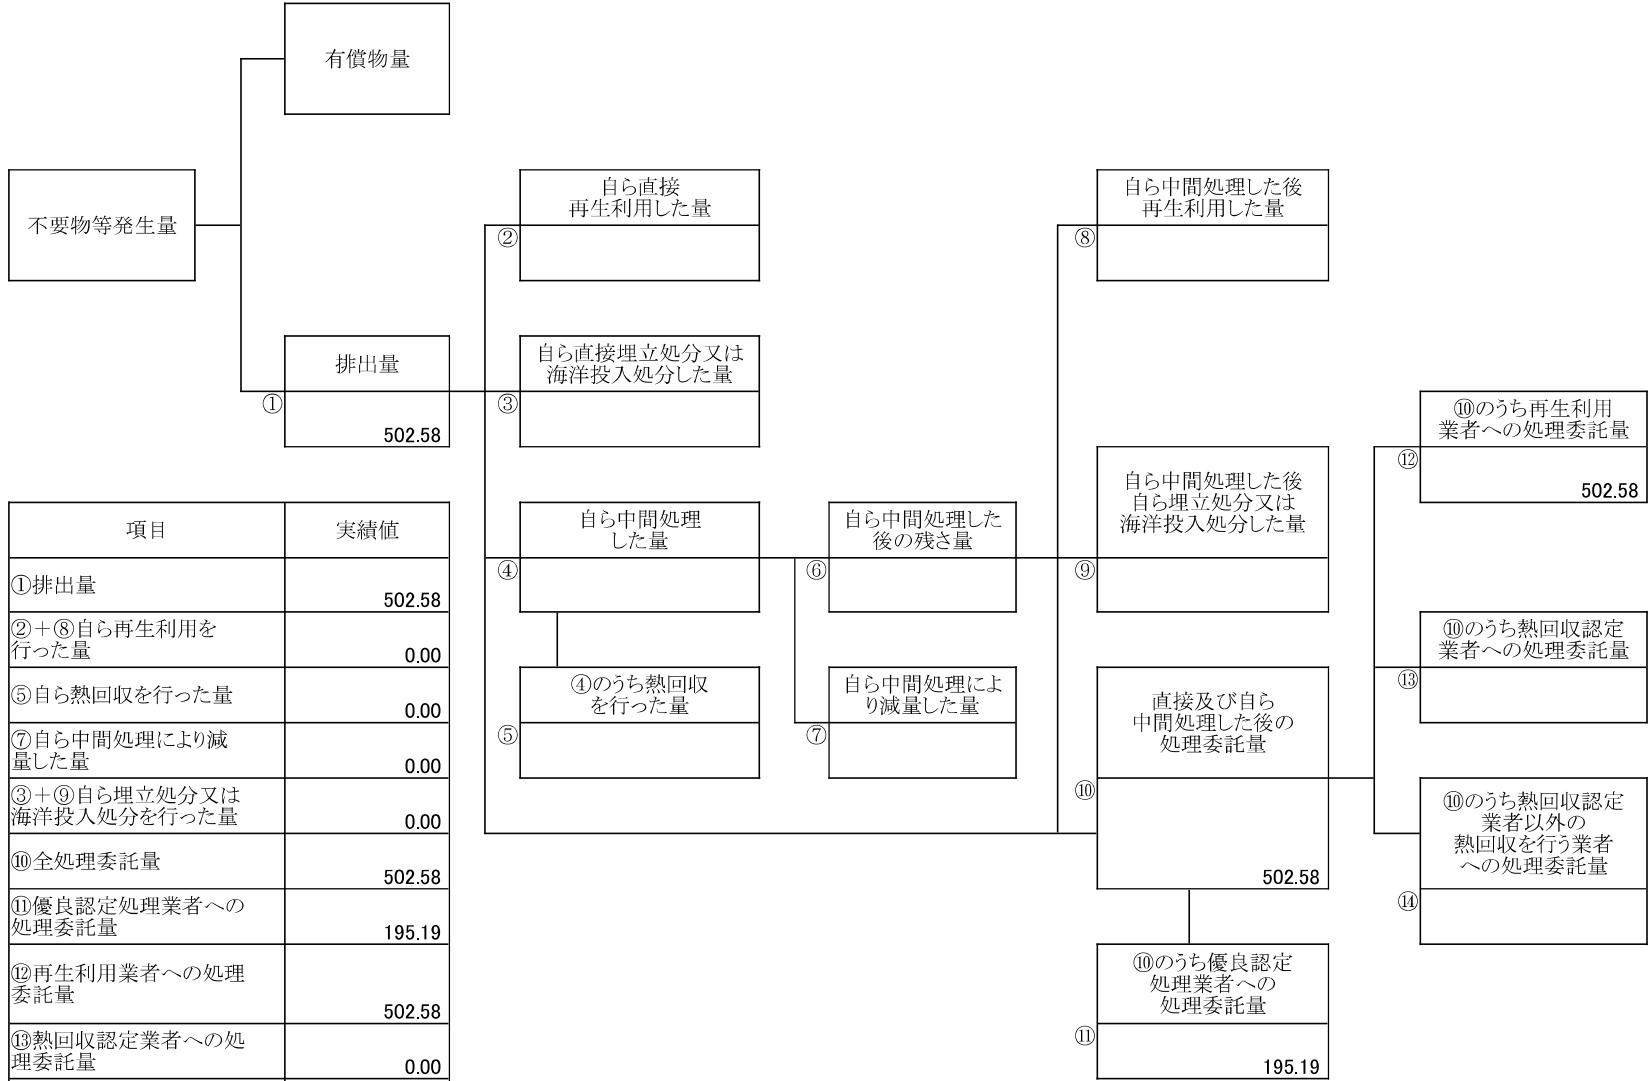 有償物量
不要物等発生量
自ら直接
再生利用した量
②
自ら中間処理した後
再生利用した量
⑧
排出量
①
502.58
自ら直接埋立処分又は
海洋投入処分した量
③
⑩のうち再生利用
業者への処理委託量
⑫
502.58
自ら中間処理
した量
④
自ら中間処理した
後の残さ量
⑥
自ら中間処理した後
自ら埋立処分又は
海洋投入処分した量
⑨
④のうち熱回収
を行った量
⑤
自ら中間処理によ
り減量した量
⑦
直接及び自ら
中間処理した後の
処理委託量
⑩
502.58
⑩のうち熱回収認定
業者への処理委託量
⑬
⑩のうち熱回収認定
業者以外の
熱回収を行う業者
への処理委託量
⑭
⑩のうち優良認定
処理業者への
処理委託量
⑪
195.19
項目 実績値
①排出量
502.58
②＋⑧自ら再生利用を
行った量
0.00
⑤自ら熱回収を行った量
0.00
⑦自ら中間処理により減
量した量
0.00
③＋⑨自ら埋立処分又は
海洋投入処分を行った量
0.00
⑩全処理委託量
502.58
⑪優良認定処理業者への
処理委託量
195.19
⑫再生利用業者への処理
委託量
502.58
⑬熱回収認定業者への処
理委託量
0.00